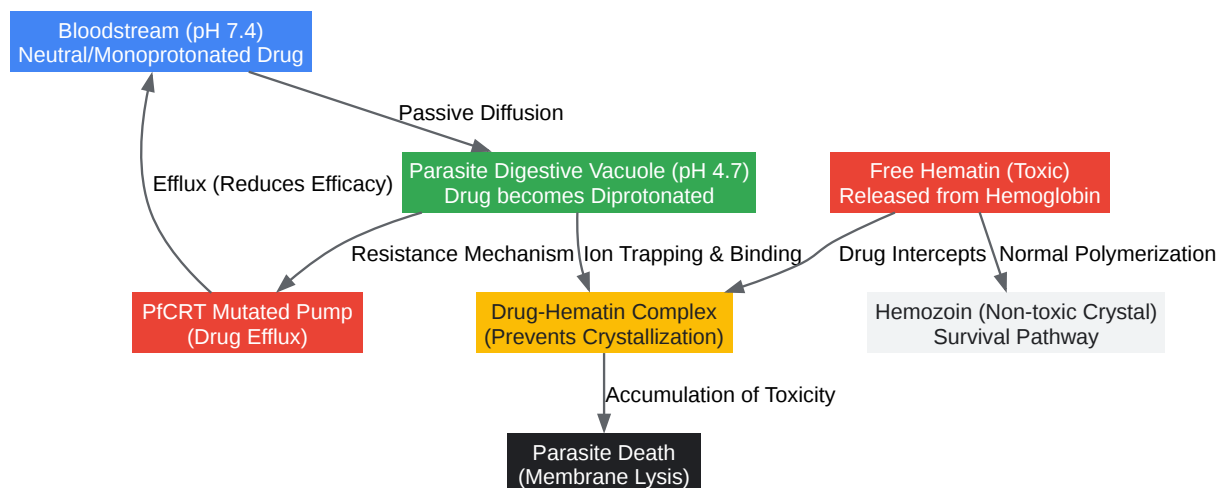 Bloodstream (pH 7.4)
Neutral/Monoprotonated Drug
Passive Diffusion
Efflux (Reduces Efficacy)
Parasite Digestive Vacuole (pH 4.7)
Drug becomes Diprotonated
Free Hematin (Toxic)
Released from Hemoglobin
Resistance Mechanism
Ion Trapping & Binding
Drug Intercepts
Normal Polymerization
PfCRT Mutated Pump
(Drug Efflux)
Drug-Hematin Complex
(Prevents Crystallization)
Hemozoin (Non-toxic Crystal)
Survival Pathway
Accumulation of Toxicity
Parasite Death
(Membrane Lysis)